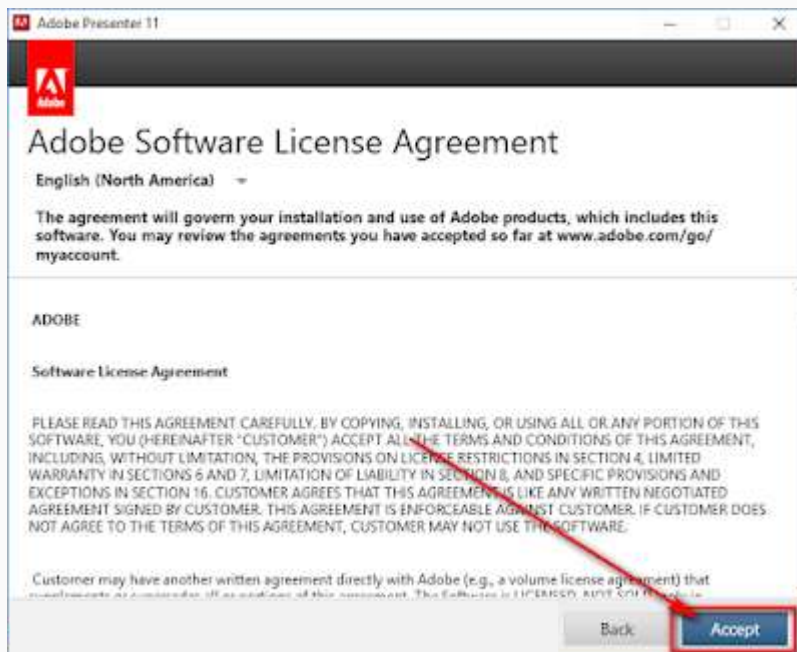 Adobe Presenter 11
Adobe
Adobe Software License Agreement
English (North America)
The agreement will govern your installation and use of Adobe products, which includes this
software. You may review the agreements you have accepted so far at www.adobe.com/go/
myaccount.
ADOBE
Software License Agreement
PLEASE READ THIS AGREEMENT CAREFULLY. BY COPYING, INSTALLING, OR USING ALL OR ANY PORTION OF THIS
SOFTWARE, YOU (HEREINAFTER "CUSTOMER") ACCEPT ALL THE TERMS AND CONDITIONS OF THIS AGREEMENT,
INCLUDING, WITHOUT LIMITATION, THE PROVISIONS ON LICENSE RESTRICTIONS IN SECTION 4, LIMITED
WARRANTY IN SECTIONS 6 AND 7, LIMITATION OF LIABILITY IN SECTION 8, AND SPECIFIC PROVISIONS AND
EXCEPTIONS IN SECTION 16. CUSTOMER AGREES THAT THIS AGREEMENT IS LIKE ANY WRITTEN NEGOTIATED
AGREEMENT SIGNED BY CUSTOMER. THIS AGREEMENT IS ENFORCEABLE AGAINST CUSTOMER. IF CUSTOMER DOES
NOT AGREE TO THE TERMS OF THIS AGREEMENT, CUSTOMER MAY NOT USE THE SOFTWARE.
Customer may have another written agreement directly with Adobe (e.g., a volume license agreement) that
Back
Accept